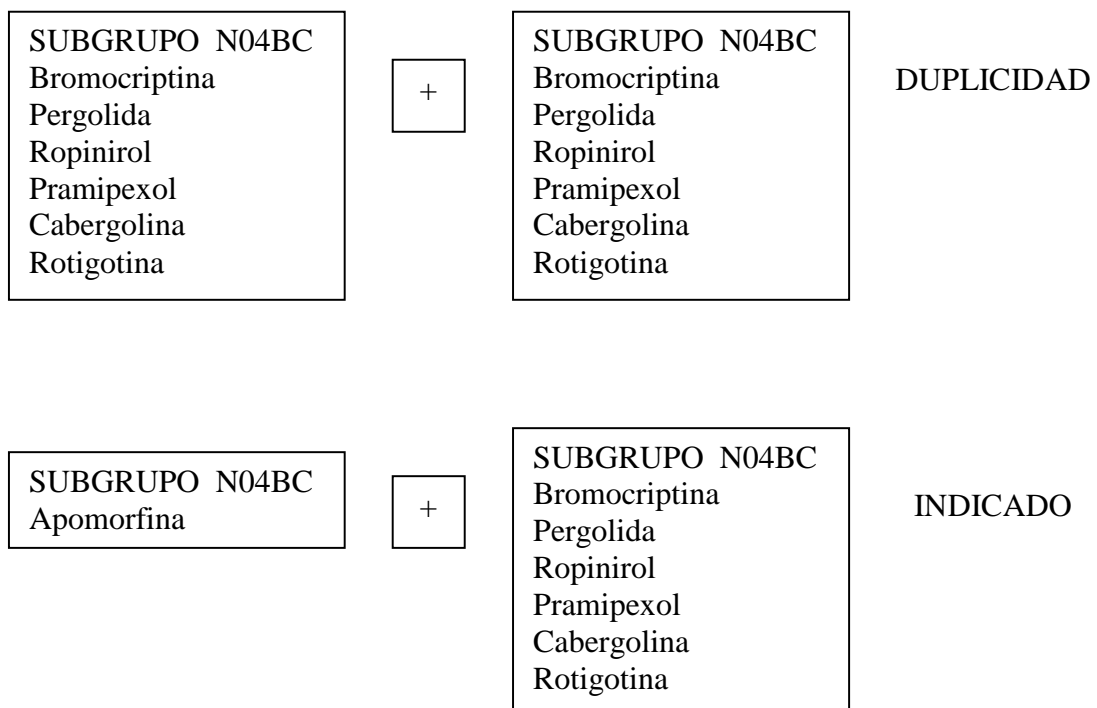 SUBGRUPO N04BC
Bromocriptina
Pergolida
Ropinirol
Pramipexol
Cabergolina
Rotigotina
+
SUBGRUPO N04BC
Bromocriptina
Pergolida
Ropinirol
Pramipexol
Cabergolina
Rotigotina
DUPLICIDAD
SUBGRUPO N04BC
Apomorfina
+
SUBGRUPO N04BC
Bromocriptina
Pergolida
Ropinirol
Pramipexol
Cabergolina
Rotigotina
INDICADO